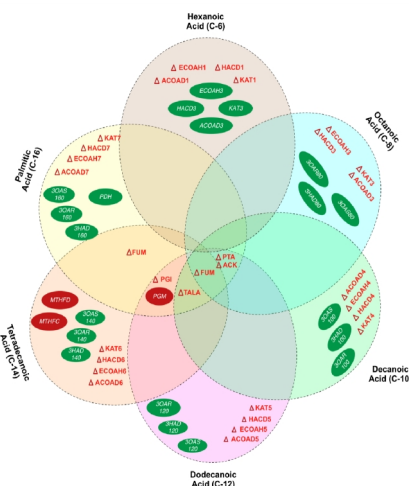 Hexanoic
Acid (C-6)
Δ ECOAH1 Δ HACD1
Δ ACOAD1 Δ KAT1
ECOAH3
HACD3 KAT3
ACOAD3
Octanoic
Acid (C-8)
Δ ECOAH3
Δ HACD3
Δ KAT3
Δ ACOAD3
3OAR80
3HAD80
3OAS80
Palmitic
Acid (C-16)
Δ KAT7
Δ HACD7
Δ ECOAH7
Δ ACOAD7
3OAS
160
PDH
3OAR
160
3HAD
160
Δ FUM
Δ PTA
Δ ACK
Δ FUM
Δ PGI
PGM
Δ TALA
Δ ACOAD4
Δ ECOAH4
Δ HACD4
Δ KAT4
3OAS
100
3HAD
100
3OAR
100
Decanoic
Acid (C-10
MTHFD
MTHFC
3OAS
140
3OAR
140
3HAD
140
Δ KAT6
Δ HACD6
Δ ECOAH6
Δ ACOAD6
Tetradecanoic
Acid (C-14)
3OAR
120
3HAD
120
3OAS
120
Δ KAT5
Δ HACD5
Δ ECOAH5
Δ ACOAD5
Dodecanoic
Acid (C-12)